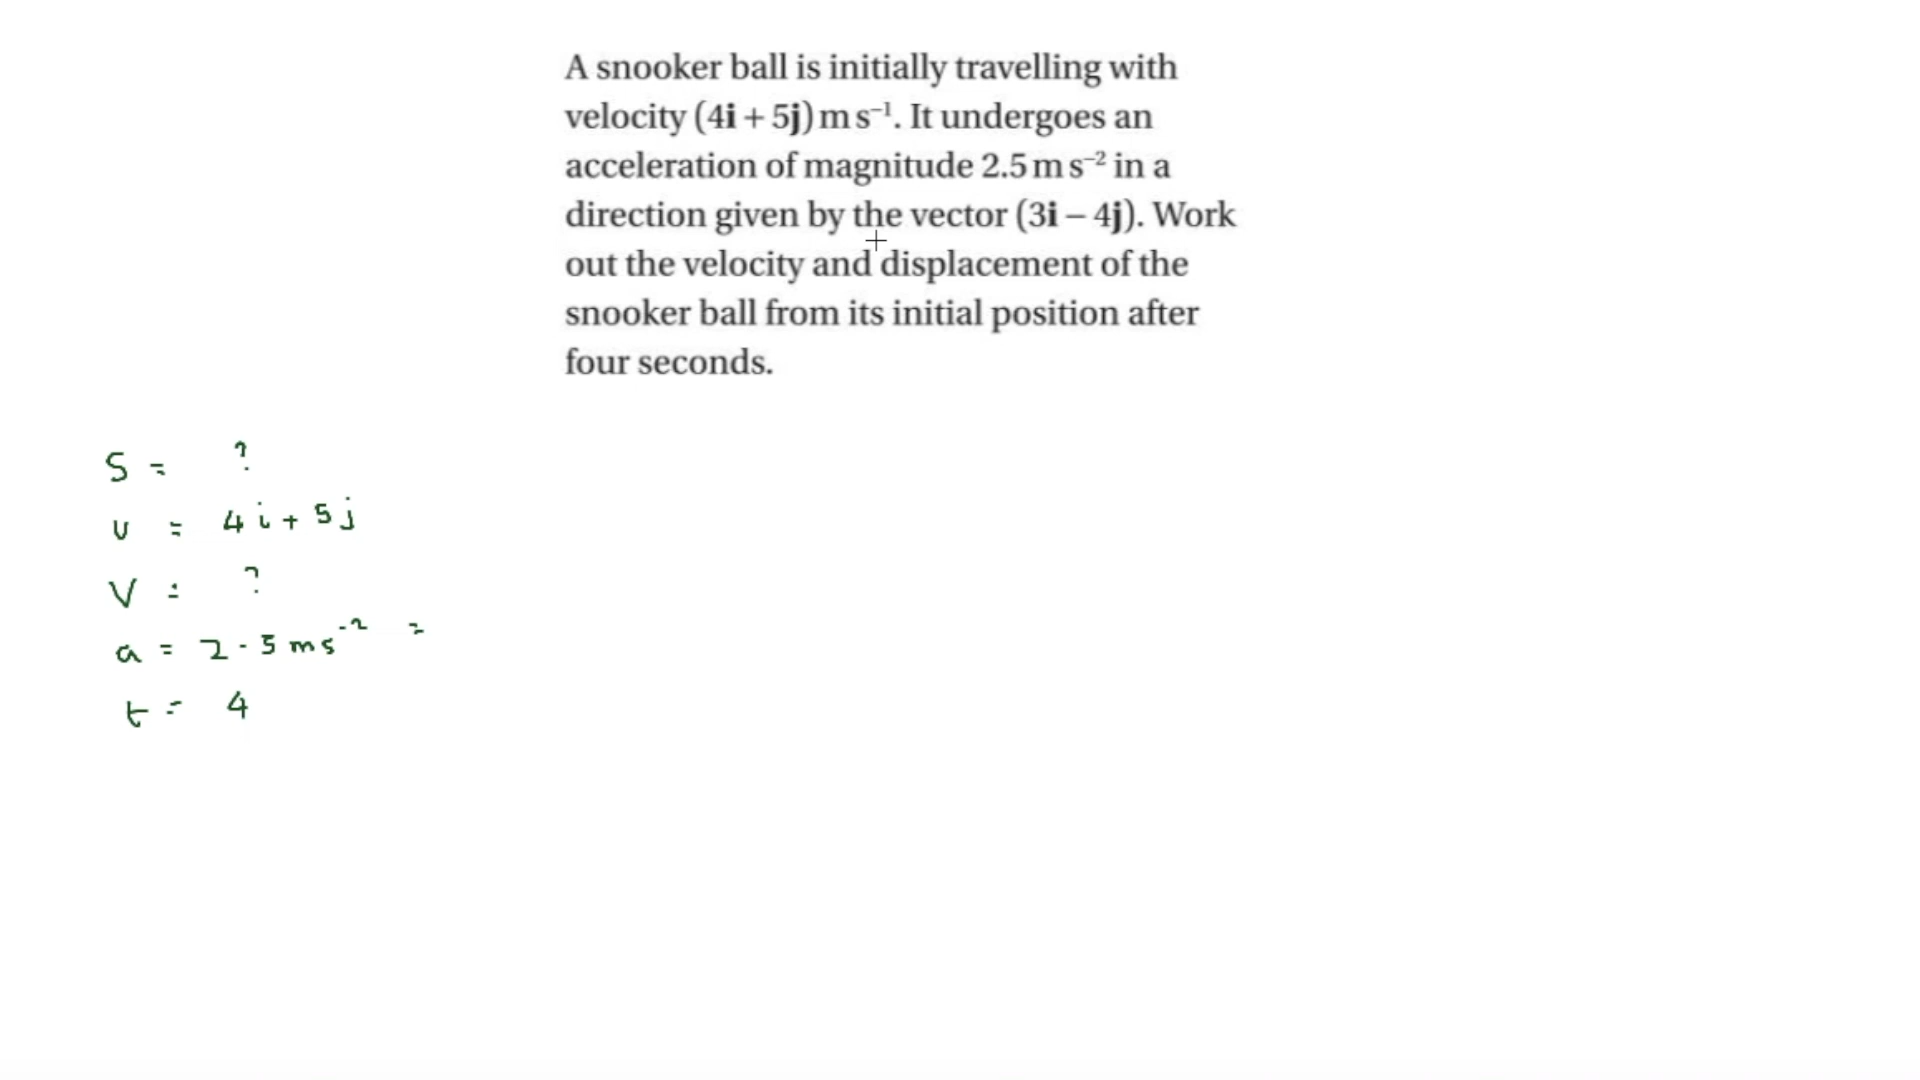 A snooker ball is initially travelling with
velocity (4i + 5j) m s⁻¹. It undergoes an
acceleration of magnitude 2.5 m s⁻² in a
direction given by the vector (3i – 4j). Work
out the velocity and displacement of the
snooker ball from its initial position after
four seconds.
S = ?
u = 4i + 5j
V = ?
a = 2.5 ms⁻² =
t = 4